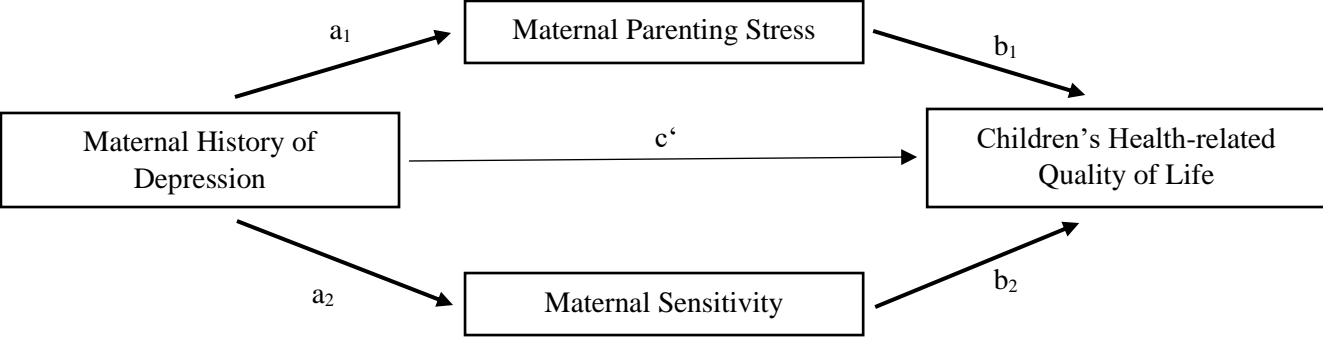 a₁
Maternal Parenting Stress
b₁
Maternal History of
Depression
c‘
Children’s Health-related
Quality of Life
a₂
Maternal Sensitivity
b₂